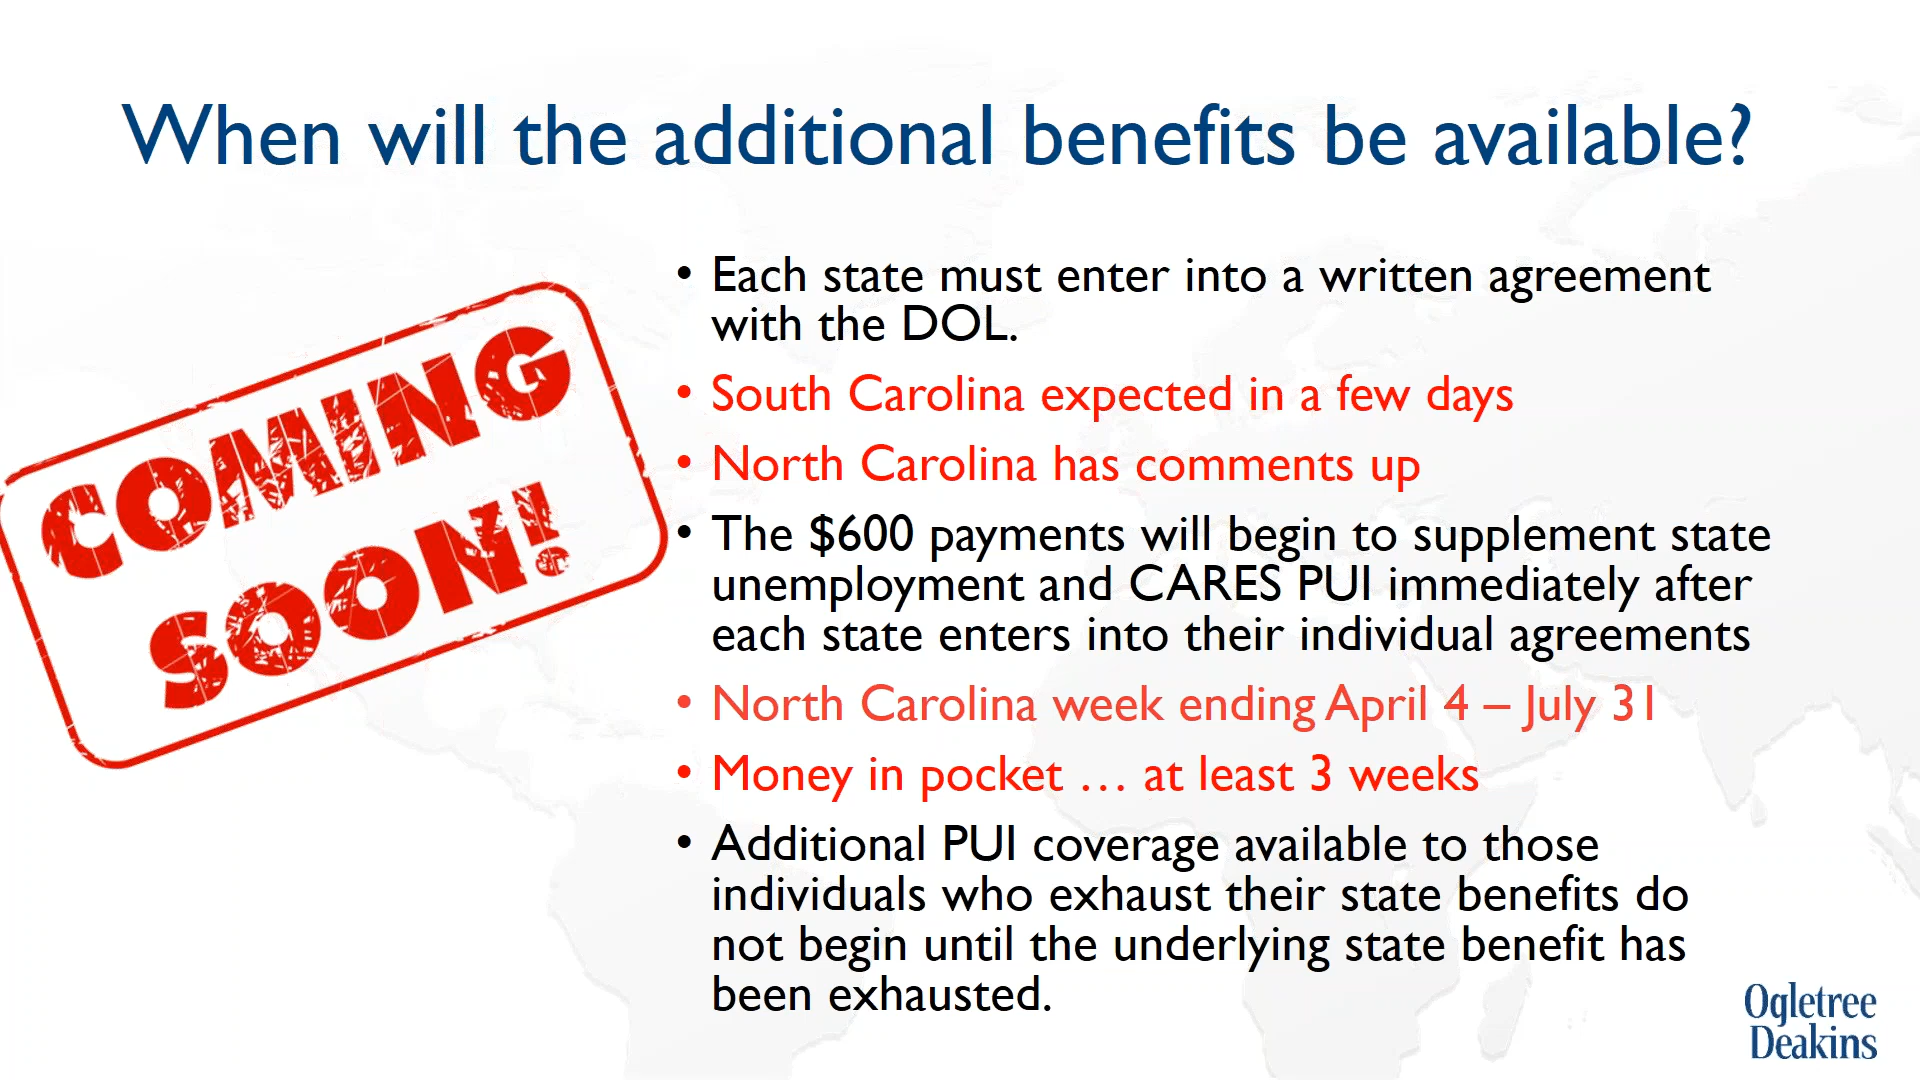 When will the additional benefits be available?
COMING
SOON!
• Each state must enter into a written agreement
with the DOL.
• South Carolina expected in a few days
• North Carolina has comments up
• The $600 payments will begin to supplement state
unemployment and CARES PUI immediately after
each state enters into their individual agreements
• North Carolina week ending April 4 – July 31
• Money in pocket … at least 3 weeks
• Additional PUI coverage available to those
individuals who exhaust their state benefits do
not begin until the underlying state benefit has
been exhausted.
Ogletree
Deakins